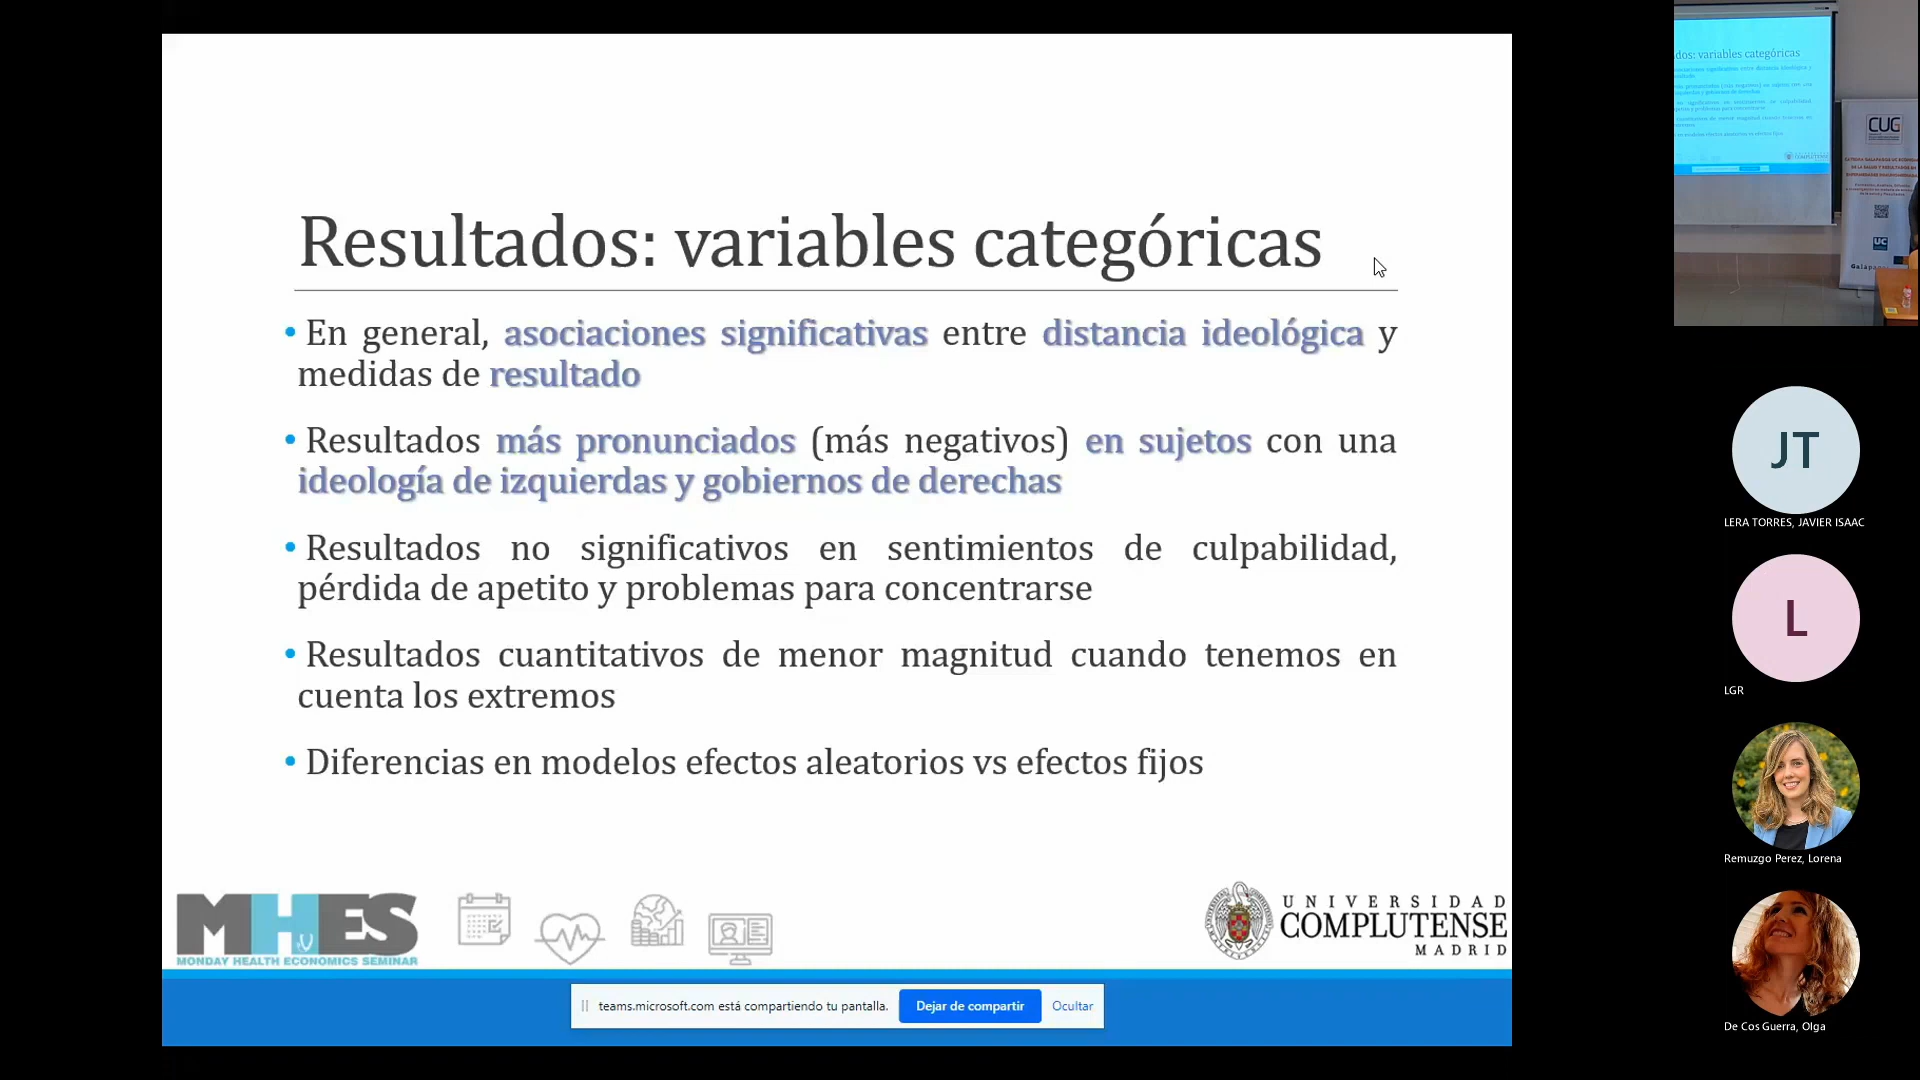 Resultados: variables categóricas
• En general, asociaciones significativas entre distancia ideológica y
medidas de resultado
• Resultados más pronunciados (más negativos) en sujetos con una
ideología de izquierdas y gobiernos de derechas
• Resultados no significativos en sentimientos de culpabilidad,
pérdida de apetito y problemas para concentrarse
• Resultados cuantitativos de menor magnitud cuando tenemos en
cuenta los extremos
• Diferencias en modelos efectos aleatorios vs efectos fijos
MHES
MONDAY HEALTH ECONOMICS SEMINAR
UNIVERSIDAD
COMPLUTENSE
MADRID
teams.microsoft.com está compartiendo tu pantalla.
Dejar de compartir
Ocultar
dos: variables categóricas
CUG
UC
JT
LERA TORRES, JAVIER ISAAC
L
LGR
Remuzgo Perez, Lorena
De Cos Guerra, Olga